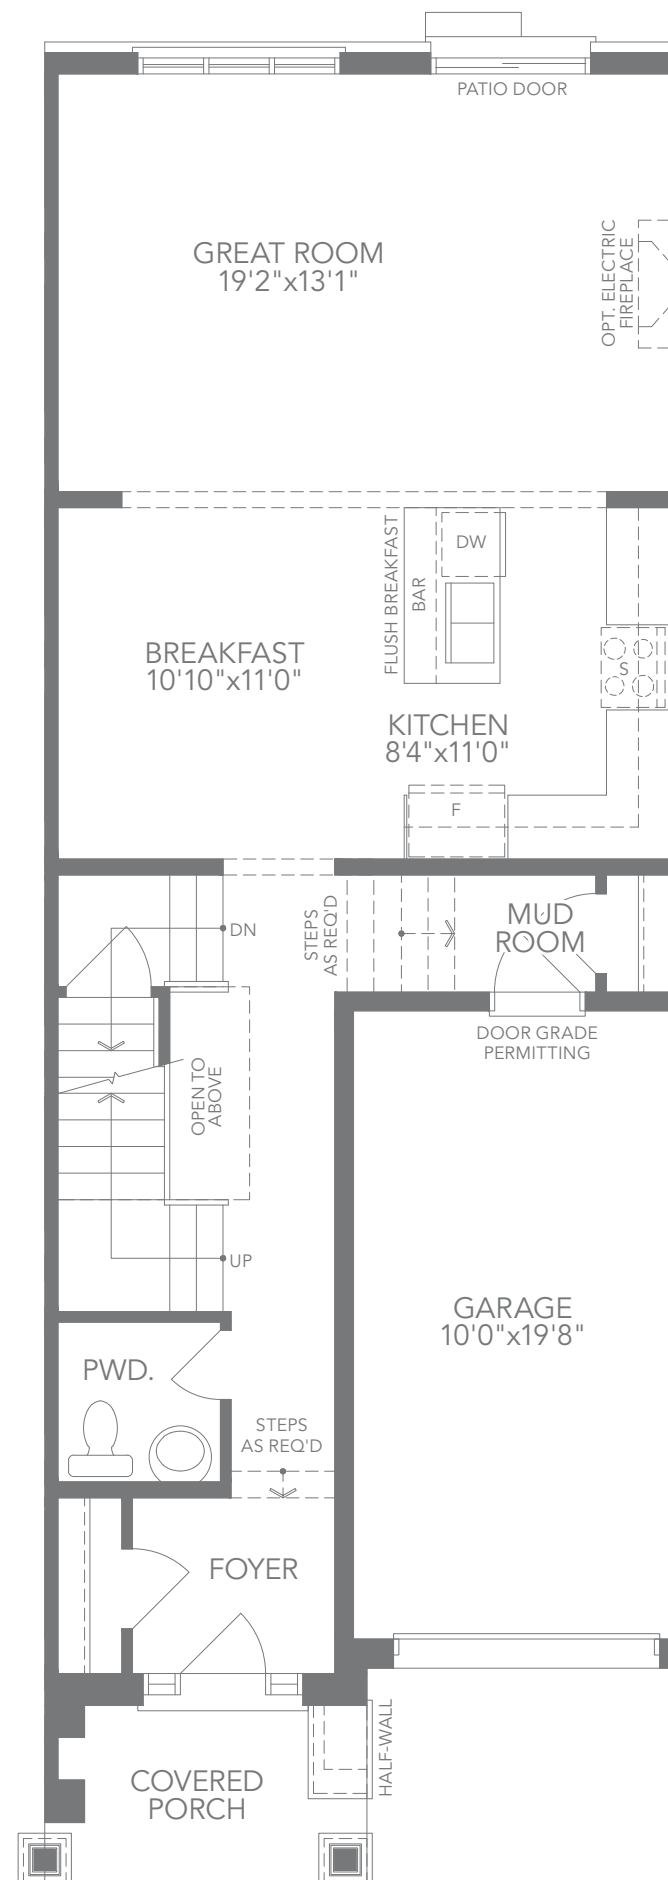 PATIO DOOR
GREAT ROOM
19'2"x13'1"
OPT. ELECTRIC
FIREPLACE
FLUSH BREAKFAST
BAR
DW
BREAKFAST
10'10"x11'0"
S
KITCHEN
8'4"x11'0"
F
DN
STEPS
AS REQ'D
MUD
ROOM
DOOR GRADE
PERMITTING
OPEN TO
ABOVE
UP
GARAGE
10'0"x19'8"
PWD.
STEPS
AS REQ'D
FOYER
HALF-WALL
COVERED
PORCH